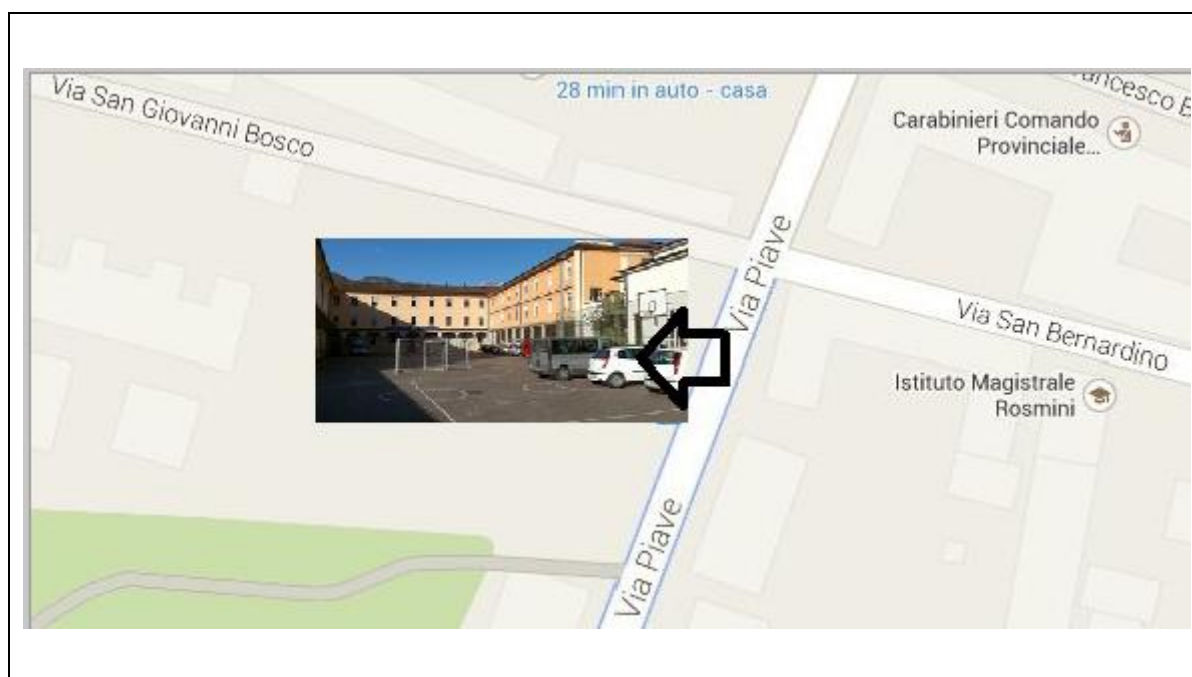 Via San Giovanni Bosco
28 min in auto - casa
Carabinieri Comando
Provinciale...
Via Piave
Via San Bernardino
Istituto Magistrale
Rosmini
Via Piave